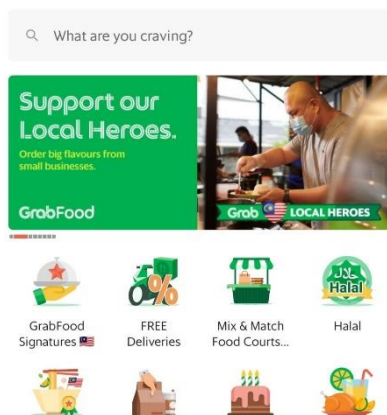 What are you craving?
Support our
Local Heroes.
Order big flavours from
small businesses.
GrabFood
Grab LOCAL HEROES
GrabFood
Signatures 🇲🇾
FREE
Deliveries
Mix & Match
Food Courts...
حلال
Halal
Halal